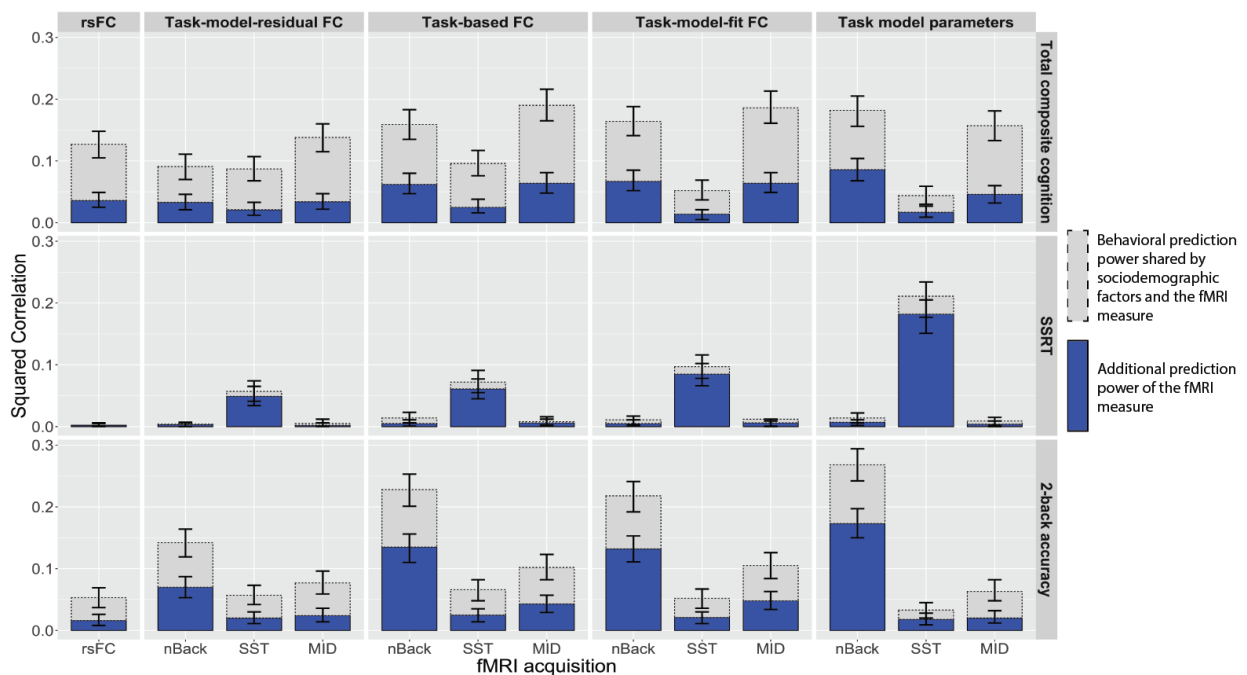 rsFC
Task-model-residual FC
Task-based FC
Task-model-fit FC
Task model parameters
0.3
0.2
0.1
0.0
Total composite cognition
0.3
0.2
0.1
0.0
SSRT
0.3
0.2
0.1
0.0
2-back accuracy
Squared Correlation
rsFC
nBack
SST
MID
nBack
SST
MID
nBack
SST
MID
nBack
SST
MID
fMRI acquisition
Behavioral prediction
power shared by
sociodemographic
factors and the fMRI
measure
Additional prediction
power of the fMRI
measure